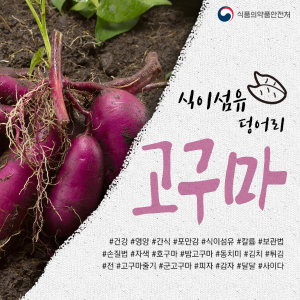 식품의약품안전처
식이섬유
덩어리
고구마
#건강 #영양 #간식 #포만감 #식이섬유 #칼륨 #보관법
#손질법 #자색 #호구마 #밤고구마 #동치미 #김치 #튀김
#전 #고구마줄기 #군고구마 #피자 #감자 #달달 #사이다